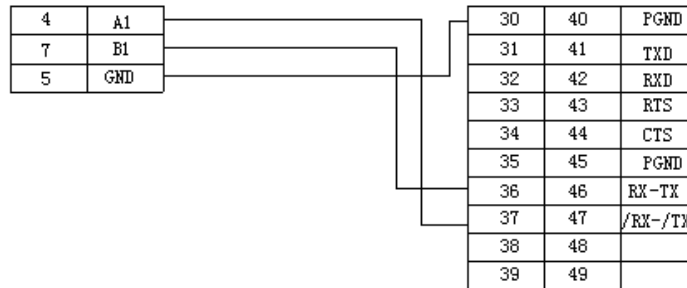 4 A1
7 B1
5 GND
30 40 PGND
31 41 TXD
32 42 RXD
33 43 RTS
34 44 CTS
35 45 PGND
36 46 RX-TX
37 47 /RX-/TX
38 48
39 49